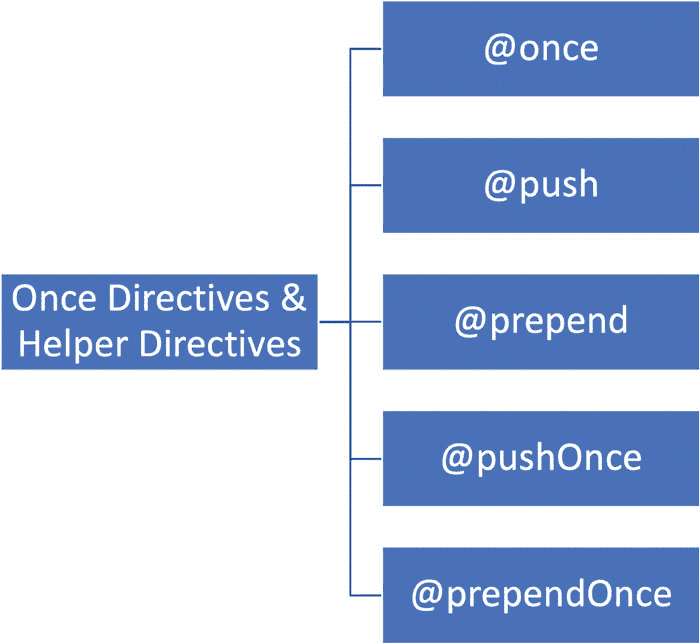 @once
@push
Once Directives &
Helper Directives
@prepend
@pushOnce
@prependOnce